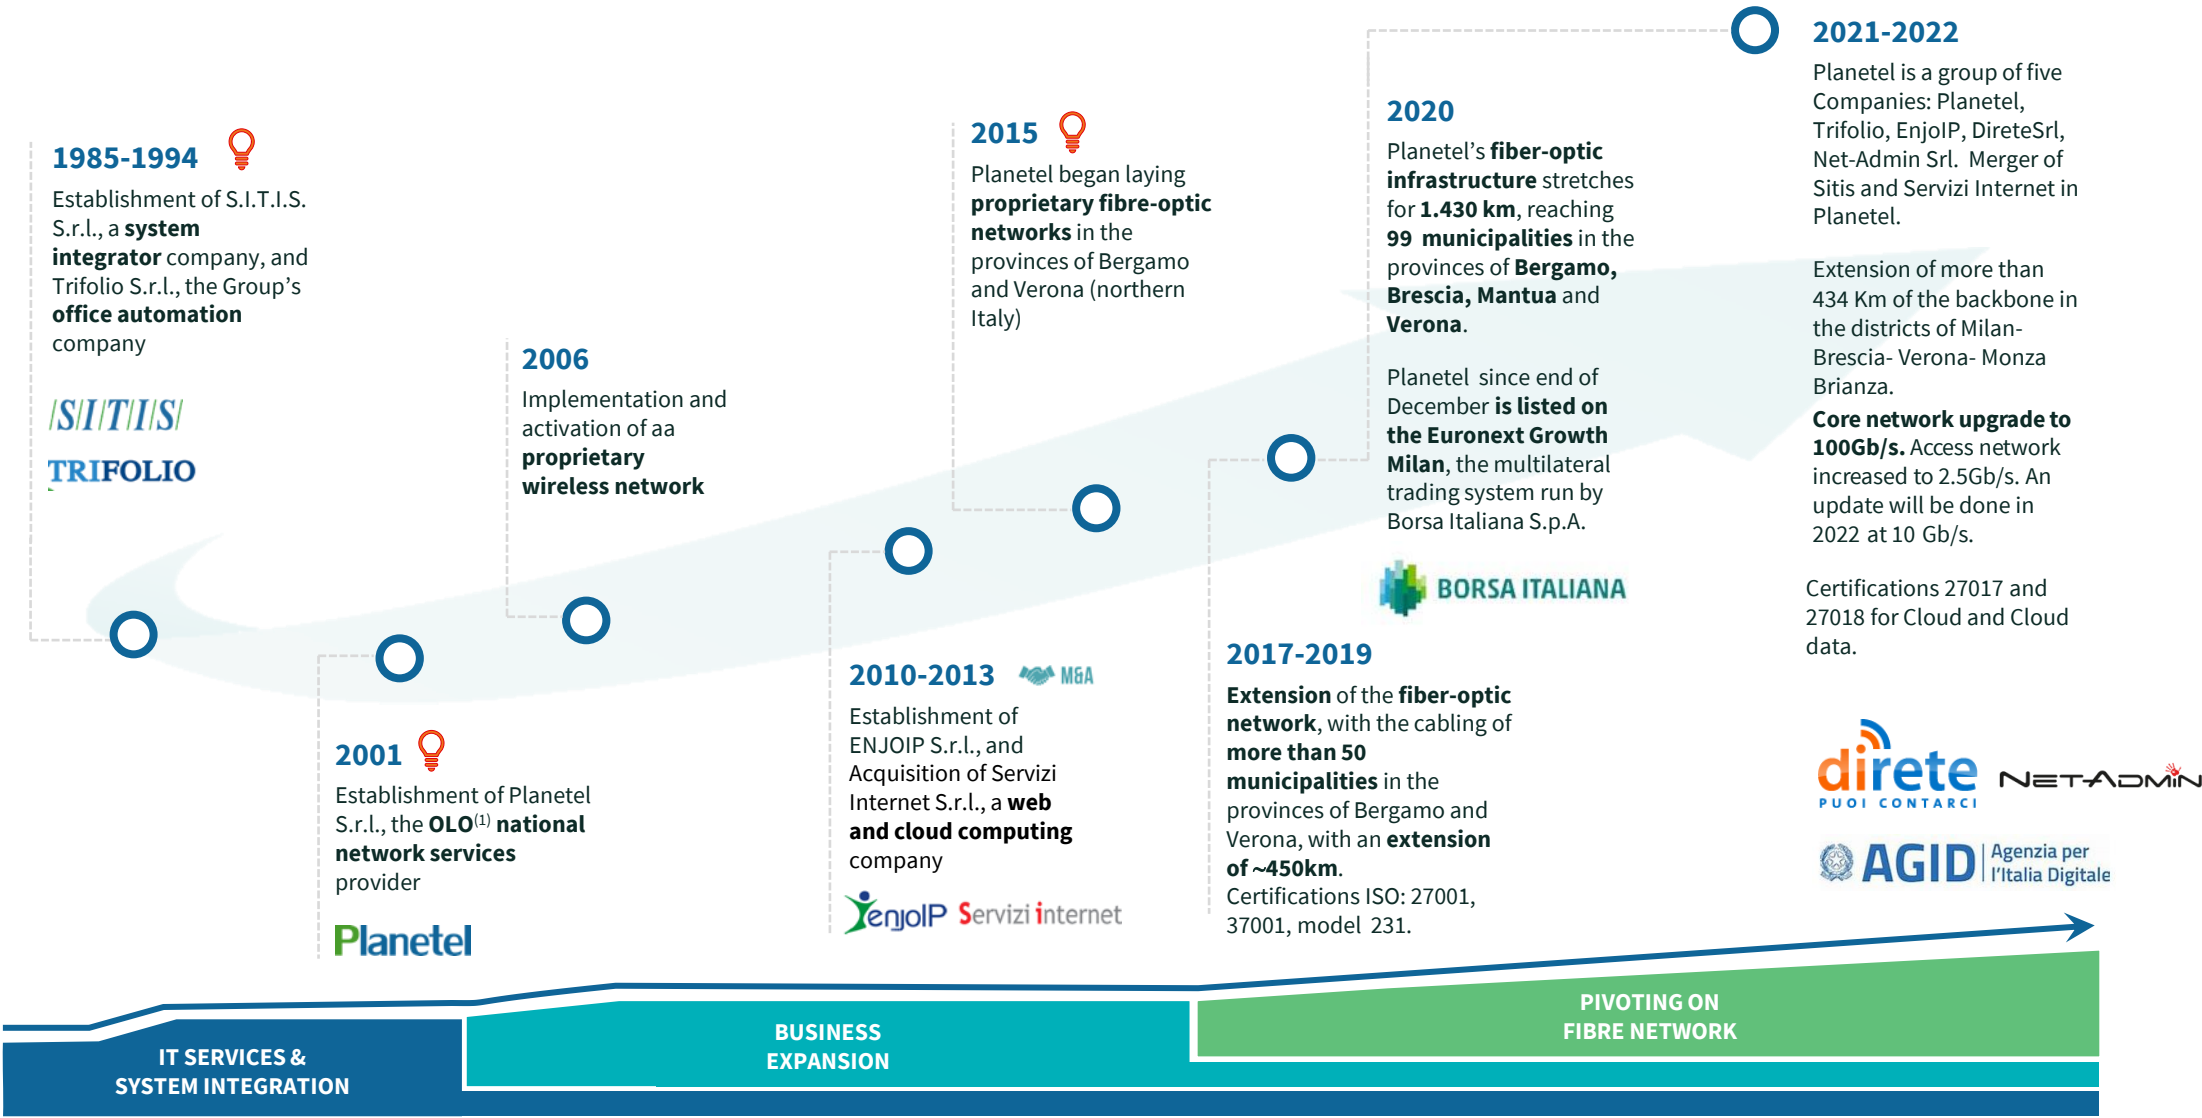 1985-1994
Establishment of S.I.T.I.S.
S.r.l., a system
integrator company, and
Trifolio S.r.l., the Group's
office automation
company
/S/I/T/I/S/
TRIFOLIO
2001
Establishment of Planetel
S.r.l., the OLO(1) national
network services
provider
Planetel
2006
Implementation and
activation of aa
proprietary
wireless network
2010-2013
M&A
Establishment of
ENJOIP S.r.l., and
Acquisition of Servizi
Internet S.r.l., a web
and cloud computing
company
enjoIP Servizi internet
2015
Planetel began laying
proprietary fibre-optic
networks in the
provinces of Bergamo
and Verona (northern
Italy)
2017-2019
Extension of the fiber-optic
network, with the cabling of
more than 50
municipalities in the
provinces of Bergamo and
Verona, with an extension
of ~450km.
Certifications ISO: 27001,
37001, model 231.
2020
Planetel's fiber-optic
infrastructure stretches
for 1.430 km, reaching
99 municipalities in the
provinces of Bergamo,
Brescia, Mantua and
Verona.
Planetel since end of
December is listed on
the Euronext Growth
Milan, the multilateral
trading system run by
Borsa Italiana S.p.A.
BORSA ITALIANA
2021-2022
Planetel is a group of five
Companies: Planetel,
Trifolio, EnjoIP, DireteSrl,
Net-Admin Srl. Merger of
Sitis and Servizi Internet in
Planetel.
Extension of more than
434 Km of the backbone in
the districts of Milan-
Brescia- Verona- Monza
Brianza.
Core network upgrade to
100Gb/s. Access network
increased to 2.5Gb/s. An
update will be done in
2022 at 10 Gb/s.
Certifications 27017 and
27018 for Cloud and Cloud
data.
direte
PUOI CONTARCI
NET-ADMIN
AGID
Agenzia per
l'Italia Digitale
IT SERVICES &
SYSTEM INTEGRATION
BUSINESS
EXPANSION
PIVOTING ON
FIBRE NETWORK